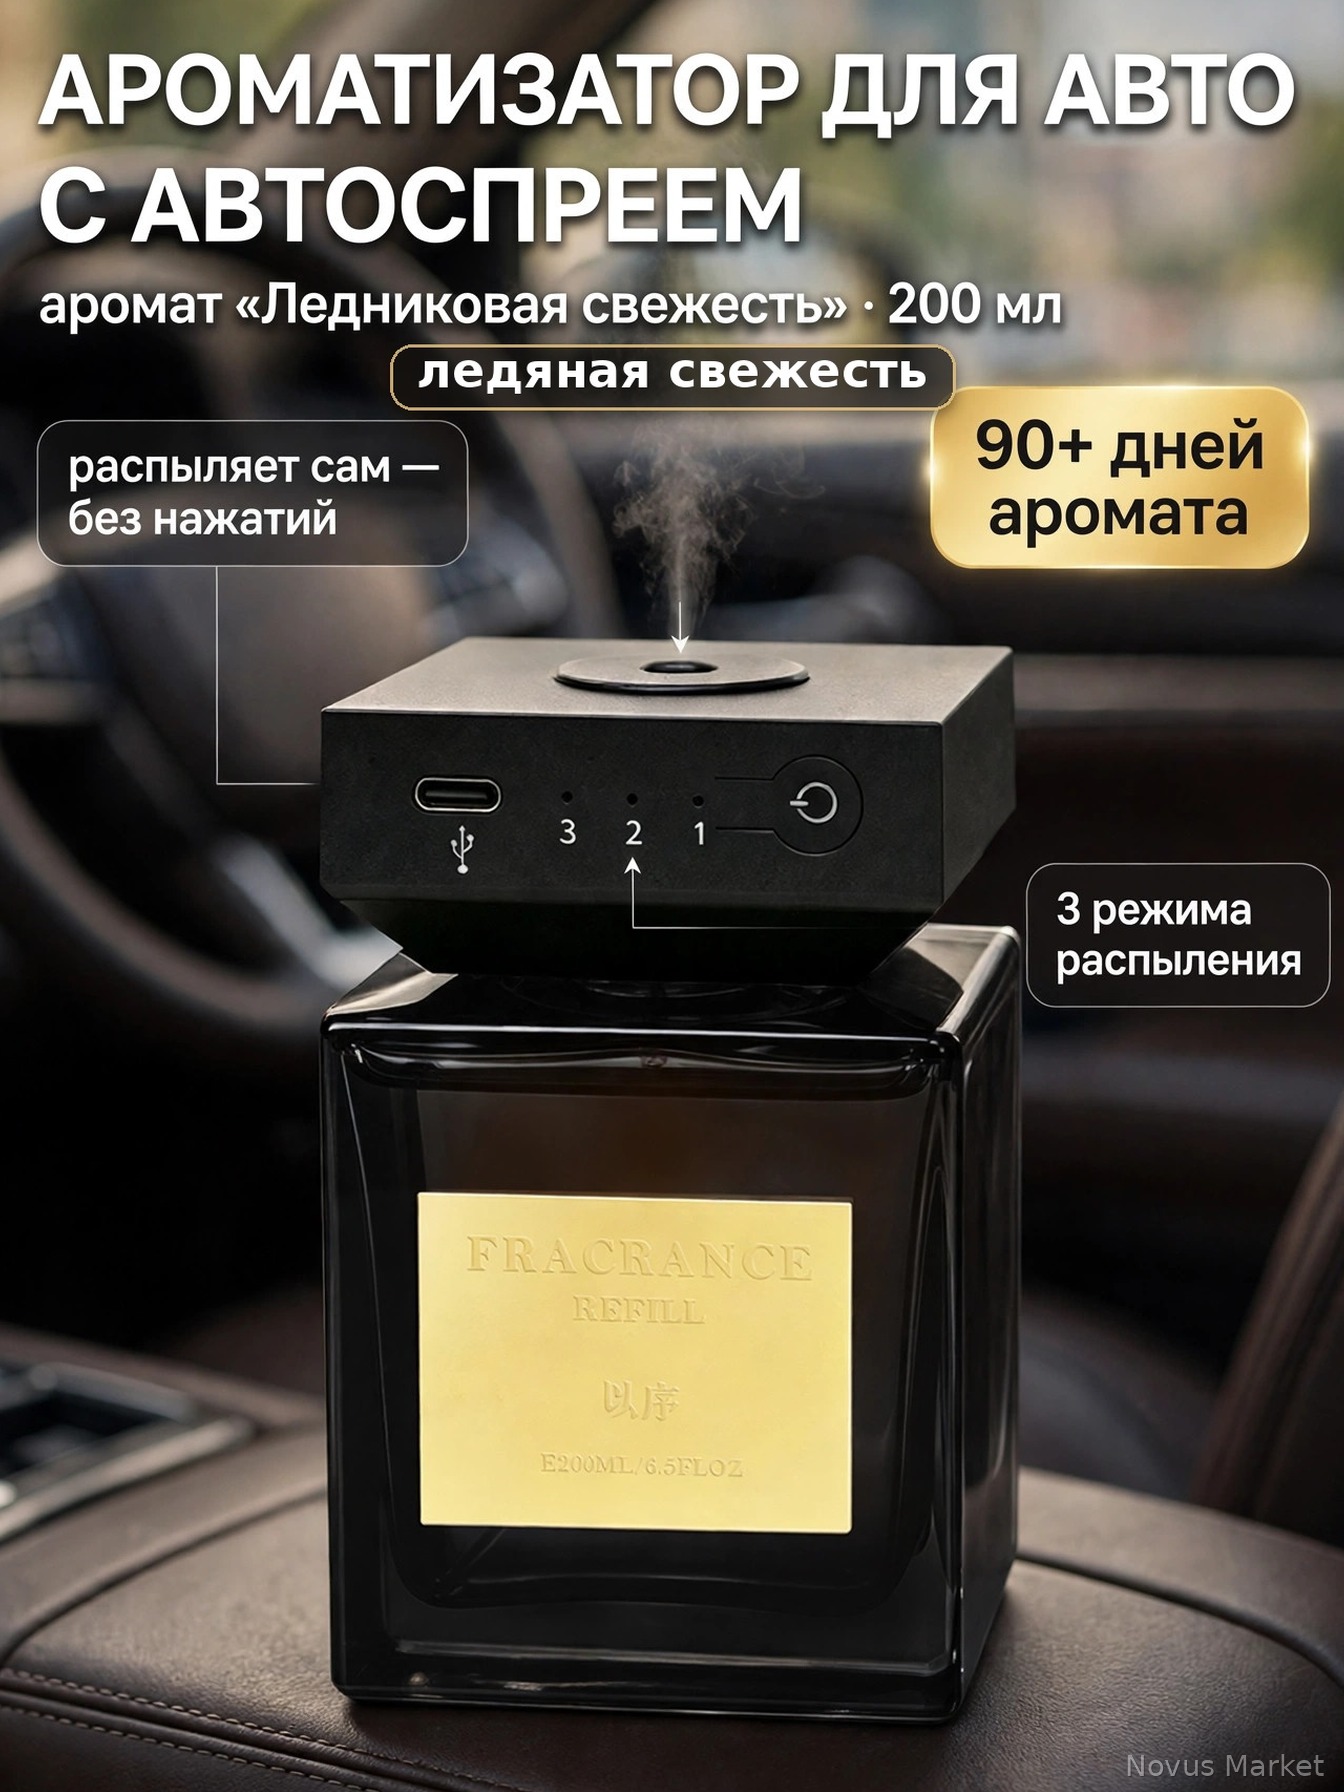 АРОМАТИЗАТОР ДЛЯ АВТО
С АВТОСПРЕЕМ
аромат «Ледниковая свежесть» · 200 мл
ледяная свежесть
распыляет сам —
без нажатий
90+ дней
аромата
3 2 1
3 режима
распыления
FRACRANCE
REFILL
以序
E200ML/6.5FLOZ
Novus Market